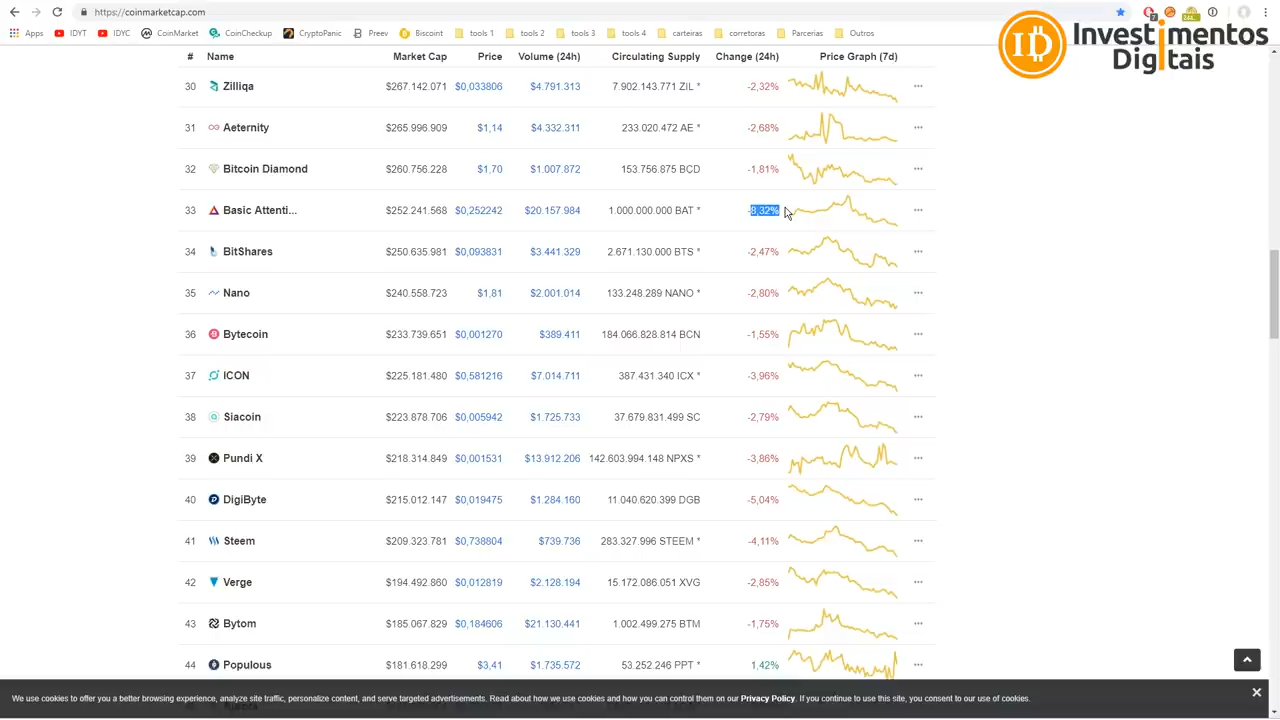 https://coinmarketcap.com
7
244...
Apps IDYT IDYC CoinMarket CoinCheckup CryptoPanic Preev Biscoint tools 1 tools 2 tools 3 tools 4 carteiras corretoras Parcerias Outros
ID Investimentos
Digitais
# Name Market Cap Price Volume (24h) Circulating Supply Change (24h) Price Graph (7d)
30 Zilliqa $267.142.071 $0,033806 $4.791.313 7.902.143.771 ZIL * -2,32%
31 Aeternity $265.996.909 $1,14 $4.332.311 233.020.472 AE * -2,68%
32 Bitcoin Diamond $260.756.228 $1,70 $1.007.872 153.756.875 BCD -1,81%
33 Basic Attenti... $252.241.568 $0,252242 $20.157.984 1.000.000.000 BAT * -8,32%
34 BitShares $250.635.981 $0,093831 $3.441.329 2.671.130.000 BTS * -2,47%
35 Nano $240.558.723 $1,81 $2.001.014 133.248.289 NANO * -2,80%
36 Bytecoin $233.739.651 $0,001270 $389.411 184.066.828.814 BCN -1,55%
37 ICON $225.181.480 $0,581216 $7.014.711 387.431.340 ICX * -3,96%
38 Siacoin $223.878.706 $0,005942 $1.725.733 37.679.831.499 SC -2,79%
39 Pundi X $218.314.849 $0,001531 $13.912.206 142.603.994.148 NPXS * -3,86%
40 DigiByte $215.012.147 $0,019475 $1.284.160 11.040.620.399 DGB -5,04%
41 Steem $209.323.781 $0,738804 $739.736 283.327.996 STEEM * -4,11%
42 Verge $194.492.860 $0,012819 $2.128.194 15.172.086.051 XVG -2,85%
43 Bytom $185.067.829 $0,184606 $21.130.441 1.002.499.275 BTM -1,75%
44 Populous $181.618.299 $3,41 $1.735.572 53.252.246 PPT * 1,42%
We use cookies to offer you a better browsing experience, analyze site traffic, personalize content, and serve targeted advertisements. Read about how we use cookies and how you can control them on our Privacy Policy. If you continue to use this site, you consent to our use of cookies.